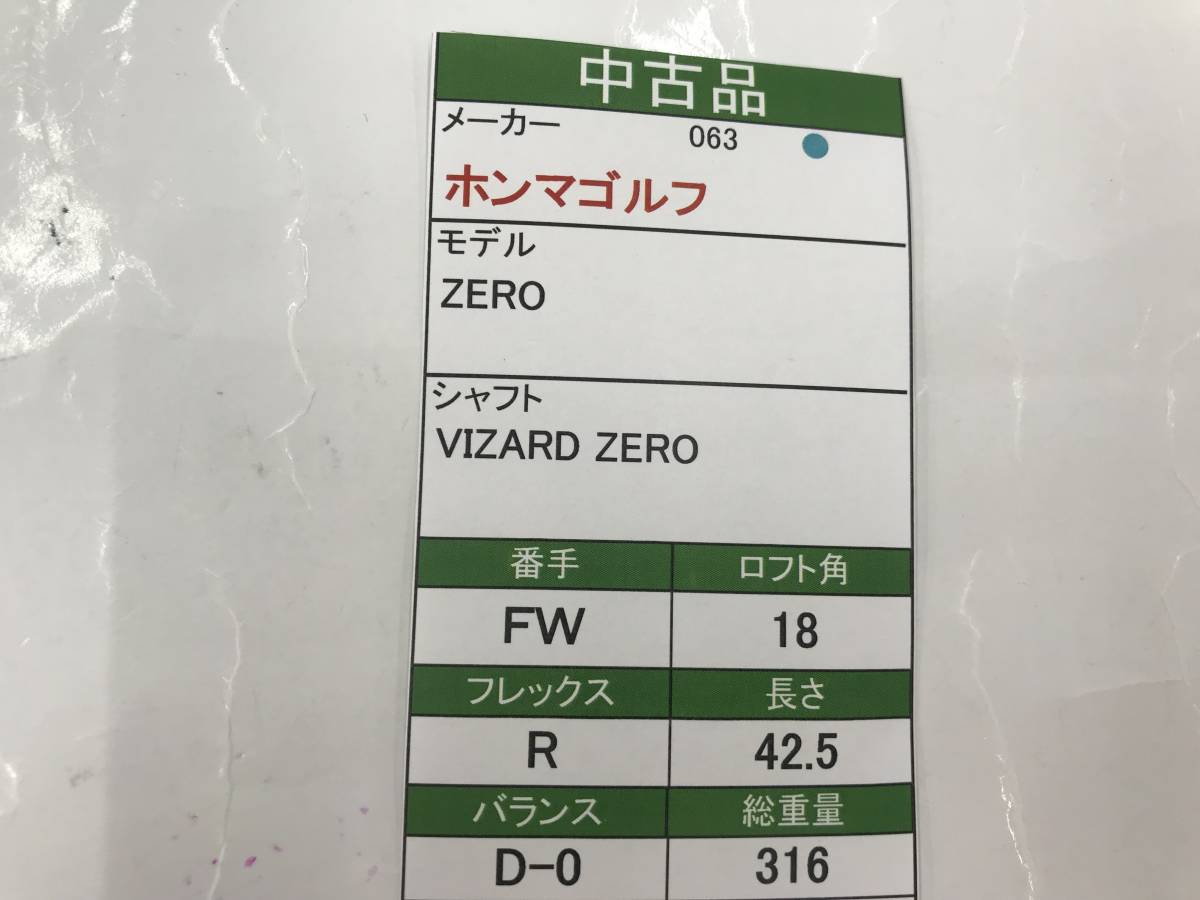 中古品
メーカー 063
ホンマゴルフ
モデル
ZERO
シャフト
VIZARD ZERO
番手 ロフト角
FW 18
フレックス 長さ
R 42.5
バランス 総重量
D-0 316